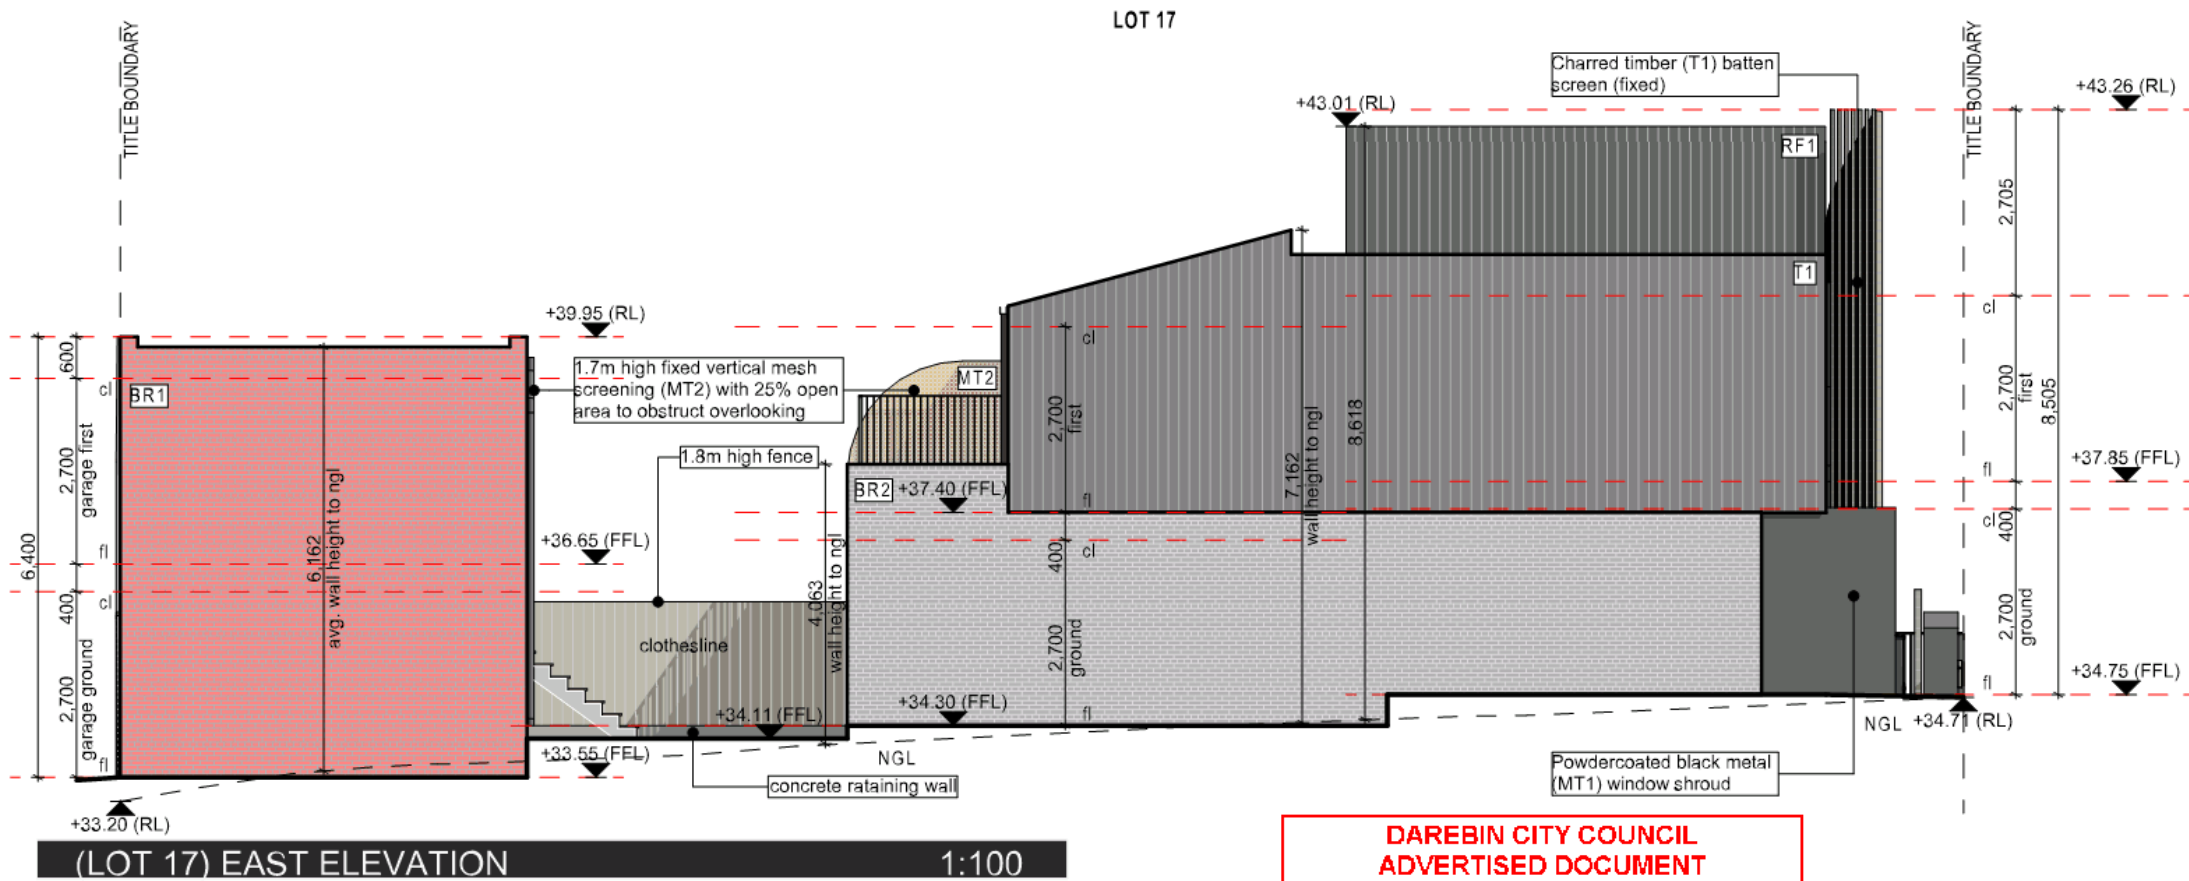 LOT 17
TITLE BOUNDARY
TITLE BOUNDARY
Charred timber (T1) batten
screen (fixed)
+43.26 (RL)
+43.01 (RL)
RF1
T1
2,705
cl
2,700
first
8,505
fl
+37.85 (FFL)
cl
400
2,700
ground
fl
+34.75 (FFL)
NGL
+34.71 (RL)
+39.95 (RL)
1.7m high fixed vertical mesh
screening (MT2) with 25% open
area to obstruct overlooking
MT2
BR1
600
cl
2,700
garage first
fl
6,400
400
cl
2,700
garage ground
fl
6,162
avg. wall height to ngl
1.8m high fence
+36.65 (FFL)
clothesline
4,063
wall height to ngl
BR2
+37.40 (FFL)
cl
2,700
first
fl
400
cl
2,700
ground
fl
7,162
wall height to ngl
8,618
+34.11 (FFL)
+34.30 (FFL)
+33.55 (FFL)
NGL
concrete rataining wall
Powdercoated black metal
(MT1) window shroud
+33.20 (RL)
(LOT 17) EAST ELEVATION
1:100
DAREBIN CITY COUNCIL
ADVERTISED DOCUMENT